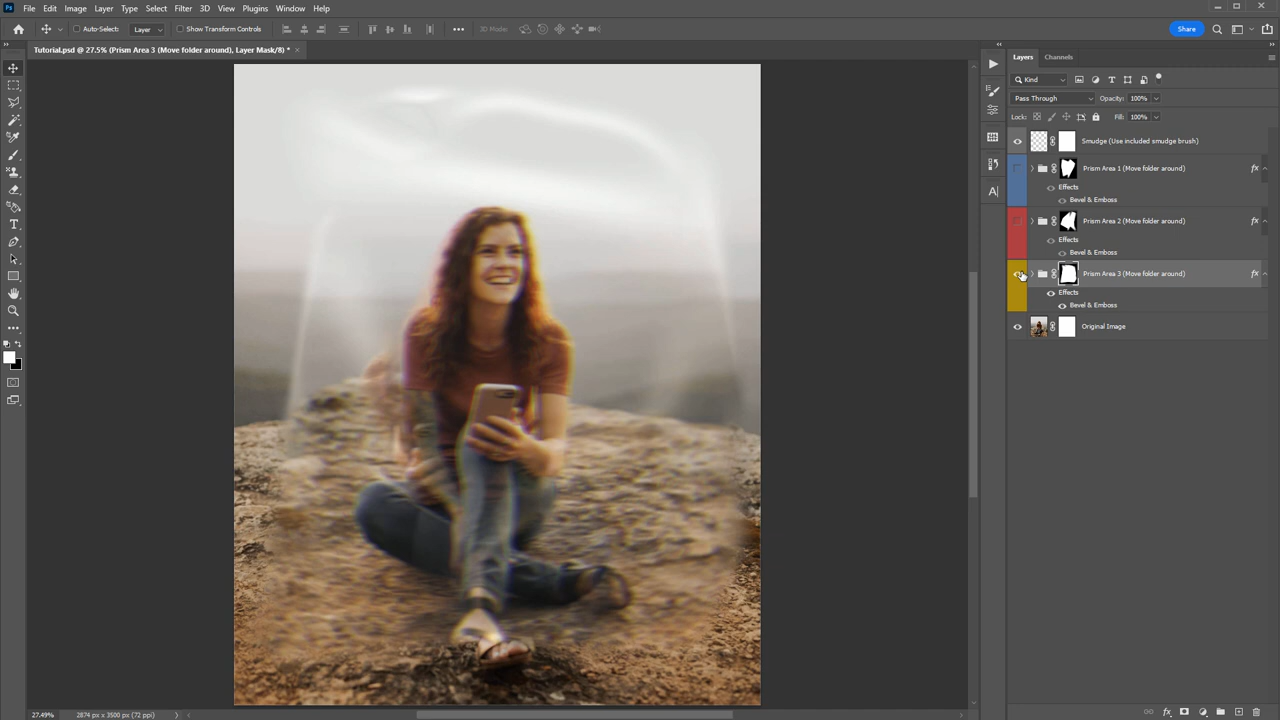 Ps File Edit Image Layer Type Select Filter 3D View Plugins Window Help
Auto-Select: Layer Show Transform Controls 3D Mode: Share
Tutorial.psd @ 27.5% (Prism Area 3 (Move folder around), Layer Mask/8) *
Layers Channels
Kind
Pass Through Opacity: 100%
Lock: Fill: 100%
Smudge (Use included smudge brush)
Prism Area 1 (Move folder around) fx
Effects
Bevel & Emboss
Prism Area 2 (Move folder around) fx
Effects
Bevel & Emboss
Prism Area 3 (Move folder around) fx
Effects
Bevel & Emboss
Original Image
27.49% 2874 px x 3500 px (72 ppi)